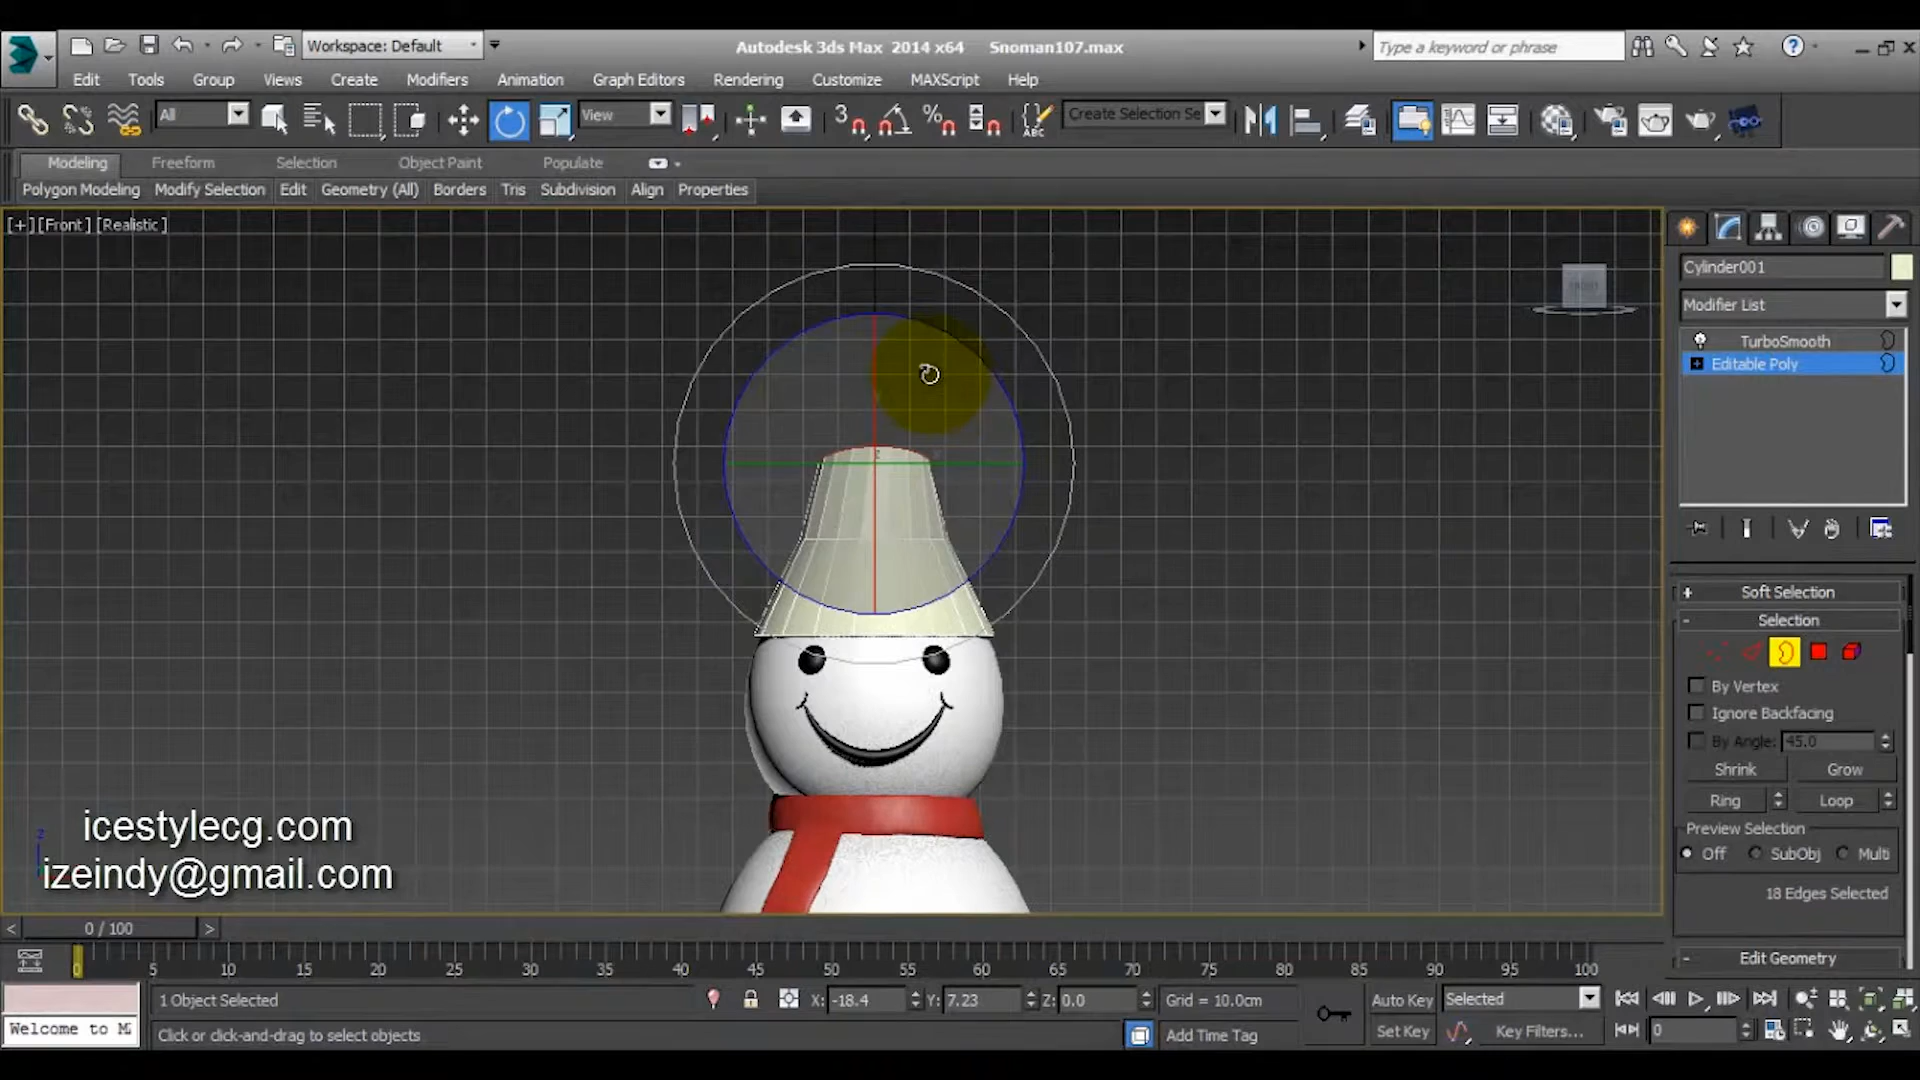 Workspace: Default
Autodesk 3ds Max 2014 x64 Snoman107.max
Type a keyword or phrase
Edit Tools Group Views Create Modifiers Animation Graph Editors Rendering Customize MAXScript Help
All
View
3
%
ABC
Create Selection Se
Modeling Freeform Selection Object Paint Populate
Polygon Modeling Modify Selection Edit Geometry (All) Borders Tris Subdivision Align Properties
[+] [Front ] [Realistic ]
Cylinder001
Modifier List
TurboSmooth
Editable Poly
+ Soft Selection
- Selection
By Vertex
Ignore Backfacing
By Angle: 45.0
Shrink Grow
Ring Loop
Preview Selection
Off SubObj Multi
18 Edges Selected
- Edit Geometry
icestylecg.com
izeindy@gmail.com
< 0 / 100 >
0 5 10 15 20 25 30 35 40 45 50 55 60 65 70 75 80 85 90 95 100
1 Object Selected X: -18.4 Y: 7.23 Z: 0.0 Grid = 10.0cm Auto Key Selected
Welcome to M
Click or click-and-drag to select objects Add Time Tag Set Key Key Filters... 0